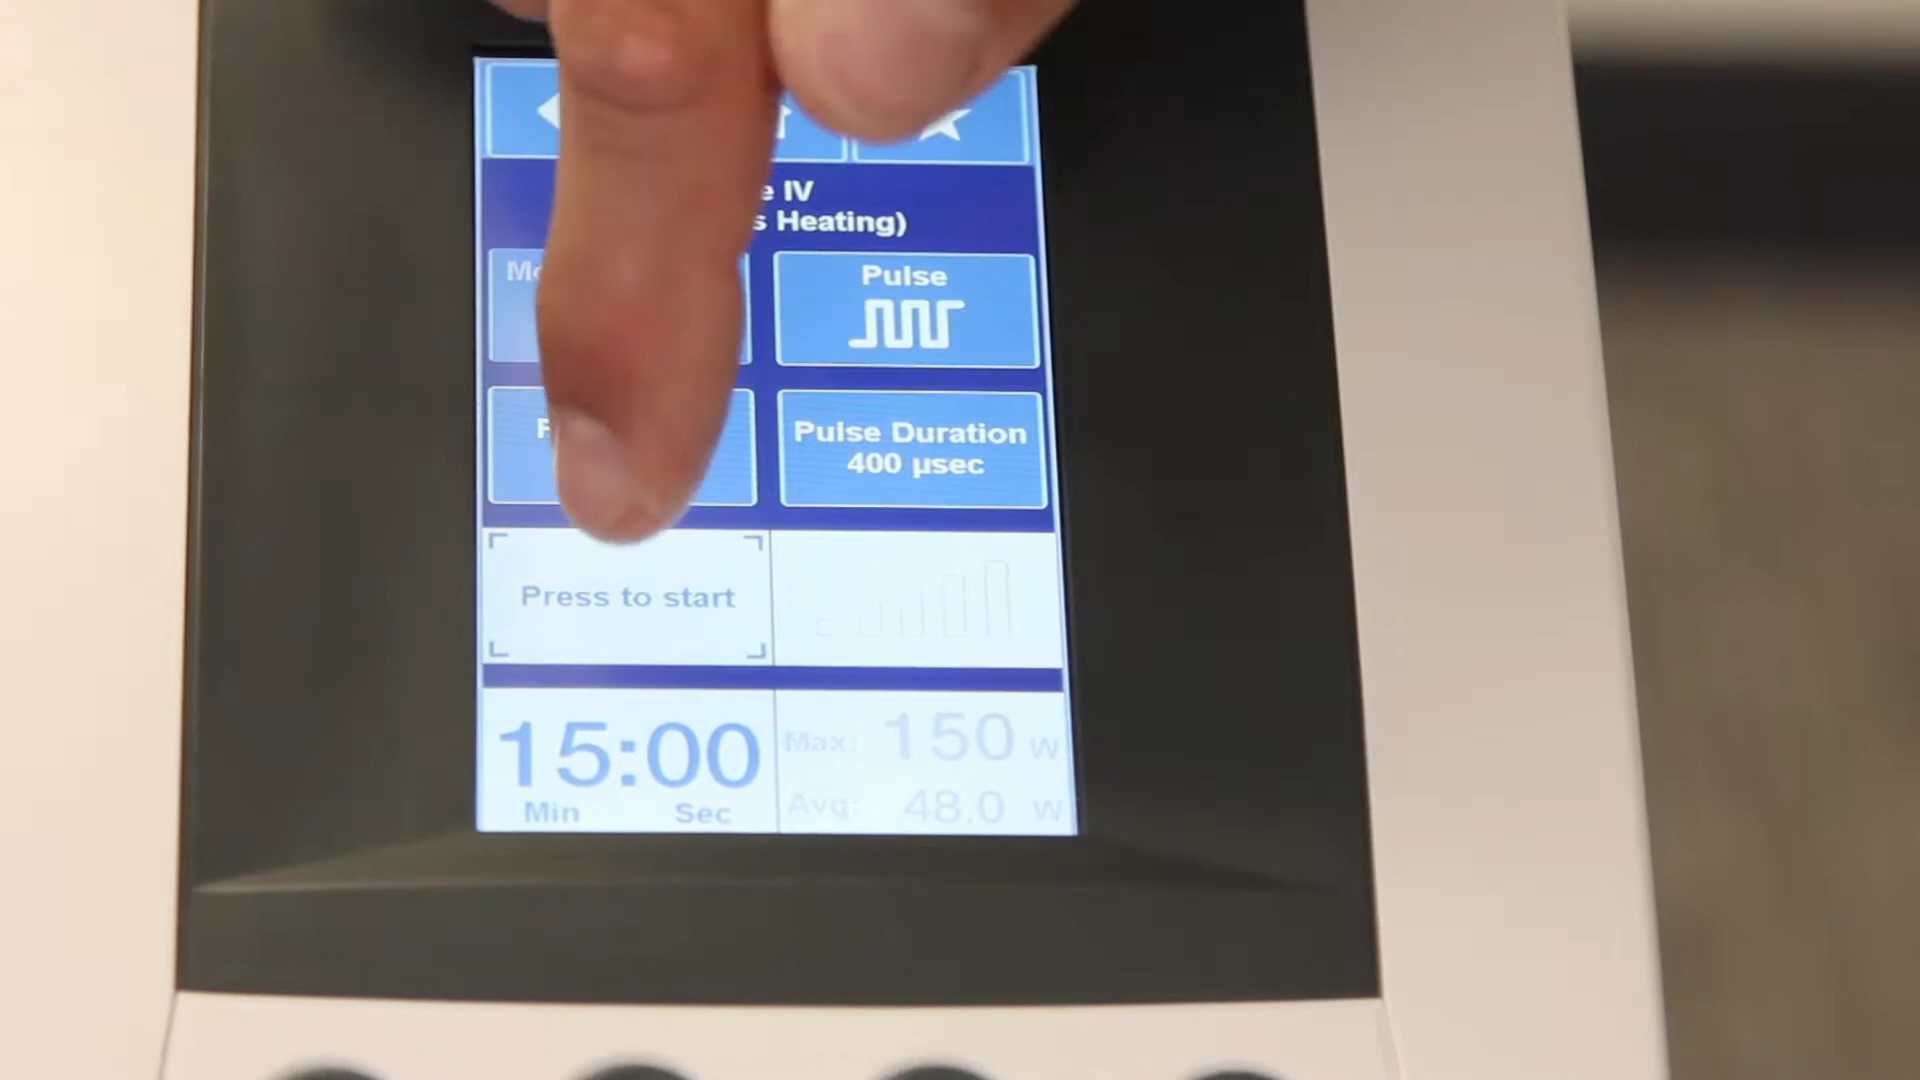 IV
Heating)
Pulse
Pulse Duration
400 µsec
Press to start
15:00
Min Sec
Max: 150 w
Avg: 48.0 w